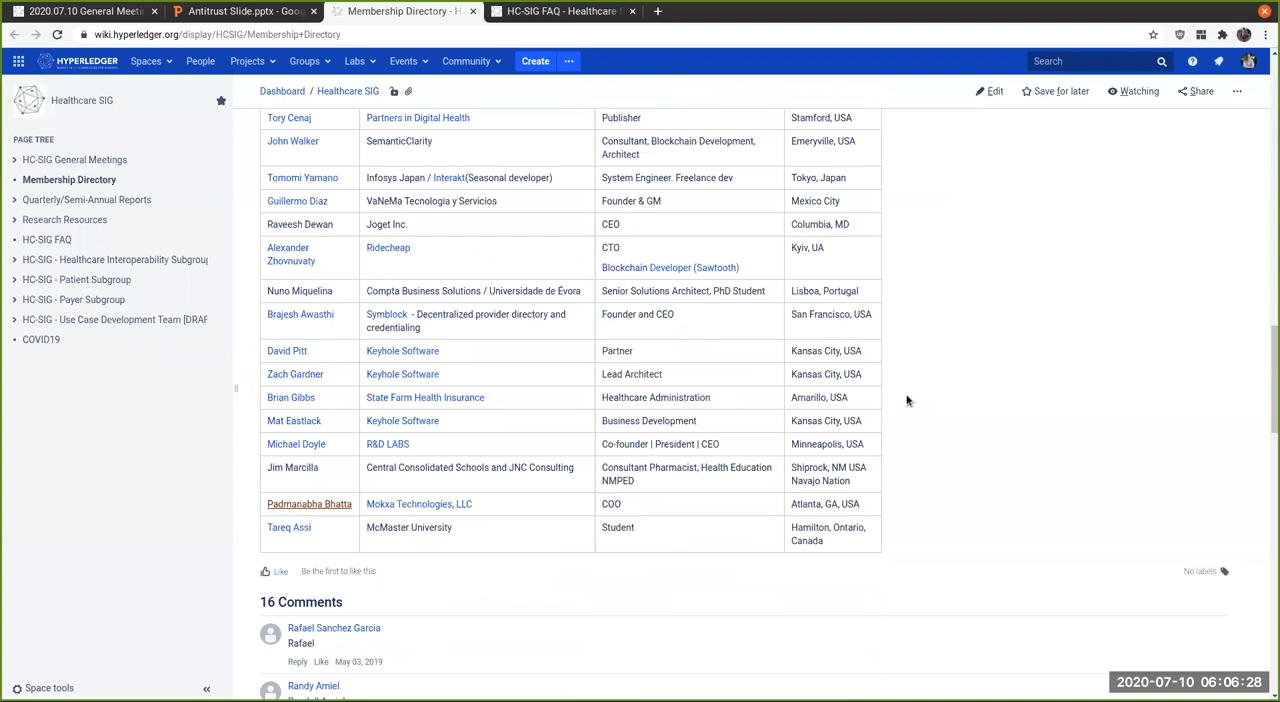 2020.07.10 General Meeti
Antitrust Slide.pptx - Goog
Membership Directory - H
HC-SIG FAQ - Healthcare S
wiki.hyperledger.org/display/HCSIG/Membership+Directory
HYPERLEDGER Spaces People Projects Groups Labs Events Community Create ••• Search
Healthcare SIG
Dashboard / Healthcare SIG
Edit Save for later Watching Share
PAGE TREE
HC-SIG General Meetings
Membership Directory
Quarterly/Semi-Annual Reports
Research Resources
HC-SIG FAQ
HC-SIG - Healthcare Interoperability Subgroup
HC-SIG - Patient Subgroup
HC-SIG - Payer Subgroup
HC-SIG - Use Case Development Team [DRAF
COVID19
Space tools
Tory Cenaj Partners in Digital Health Publisher Stamford, USA
John Walker SemanticClarity Consultant, Blockchain Development, Emeryville, USA
Architect
Tomomi Yamano Infosys Japan / Interakt(Seasonal developer) System Engineer. Freelance dev Tokyo, Japan
Guillermo Diaz VaNeMa Tecnologia y Servicios Founder & GM Mexico City
Raveesh Dewan Joget Inc. CEO Columbia, MD
Alexander Ridecheap CTO Kyiv, UA
Zhovnuvaty Blockchain Developer (Sawtooth)
Nuno Miquelina Compta Business Solutions / Universidade de Évora Senior Solutions Architect, PhD Student Lisboa, Portugal
Brajesh Awasthi Symblock - Decentralized provider directory and Founder and CEO San Francisco, USA
credentialing
David Pitt Keyhole Software Partner Kansas City, USA
Zach Gardner Keyhole Software Lead Architect Kansas City, USA
Brian Gibbs State Farm Health Insurance Healthcare Administration Amarillo, USA
Mat Eastlack Keyhole Software Business Development Kansas City, USA
Michael Doyle R&D LABS Co-founder | President | CEO Minneapolis, USA
Jim Marcilla Central Consolidated Schools and JNC Consulting Consultant Pharmacist, Health Education Shiprock, NM USA
NMPED Navajo Nation
Padmanabha Bhatta Mokxa Technologies, LLC COO Atlanta, GA, USA
Tareq Assi McMaster University Student Hamilton, Ontario,
Canada
Like Be the first to like this No labels
16 Comments
Rafael Sanchez Garcia
Rafael
Reply Like May 03, 2019
Randy Amiel
2020-07-10 06:06:28